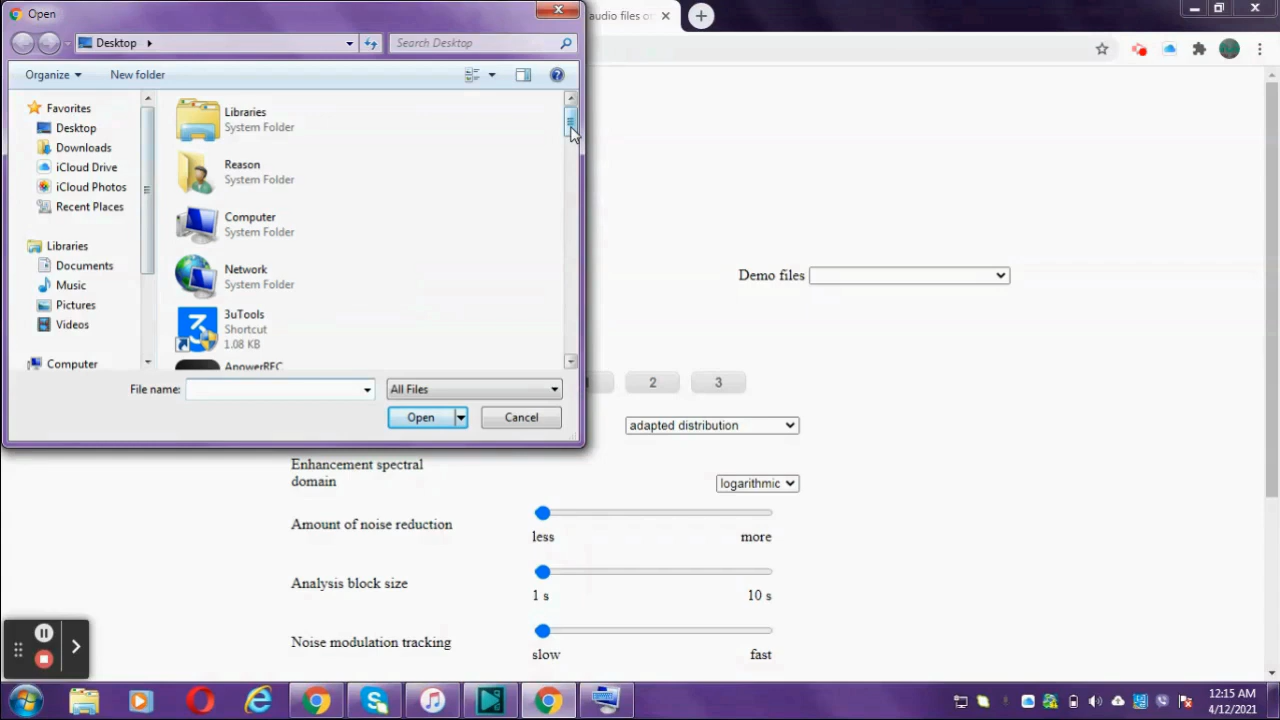 Open
audio files o
Desktop
Search Desktop
Organize
New folder
Favorites
Desktop
Downloads
iCloud Drive
iCloud Photos
Recent Places
Libraries
Documents
Music
Pictures
Videos
Computer
Libraries
System Folder
Reason
System Folder
Computer
System Folder
Network
System Folder
3uTools
Shortcut
1.08 KB
ApowerREC
File name:
All Files
Open
Cancel
Demo files
1
2
3
adapted distribution
Enhancement spectral
domain
logarithmic
Amount of noise reduction
less
more
Analysis block size
1 s
10 s
Noise modulation tracking
slow
fast
12:15 AM
4/12/2021